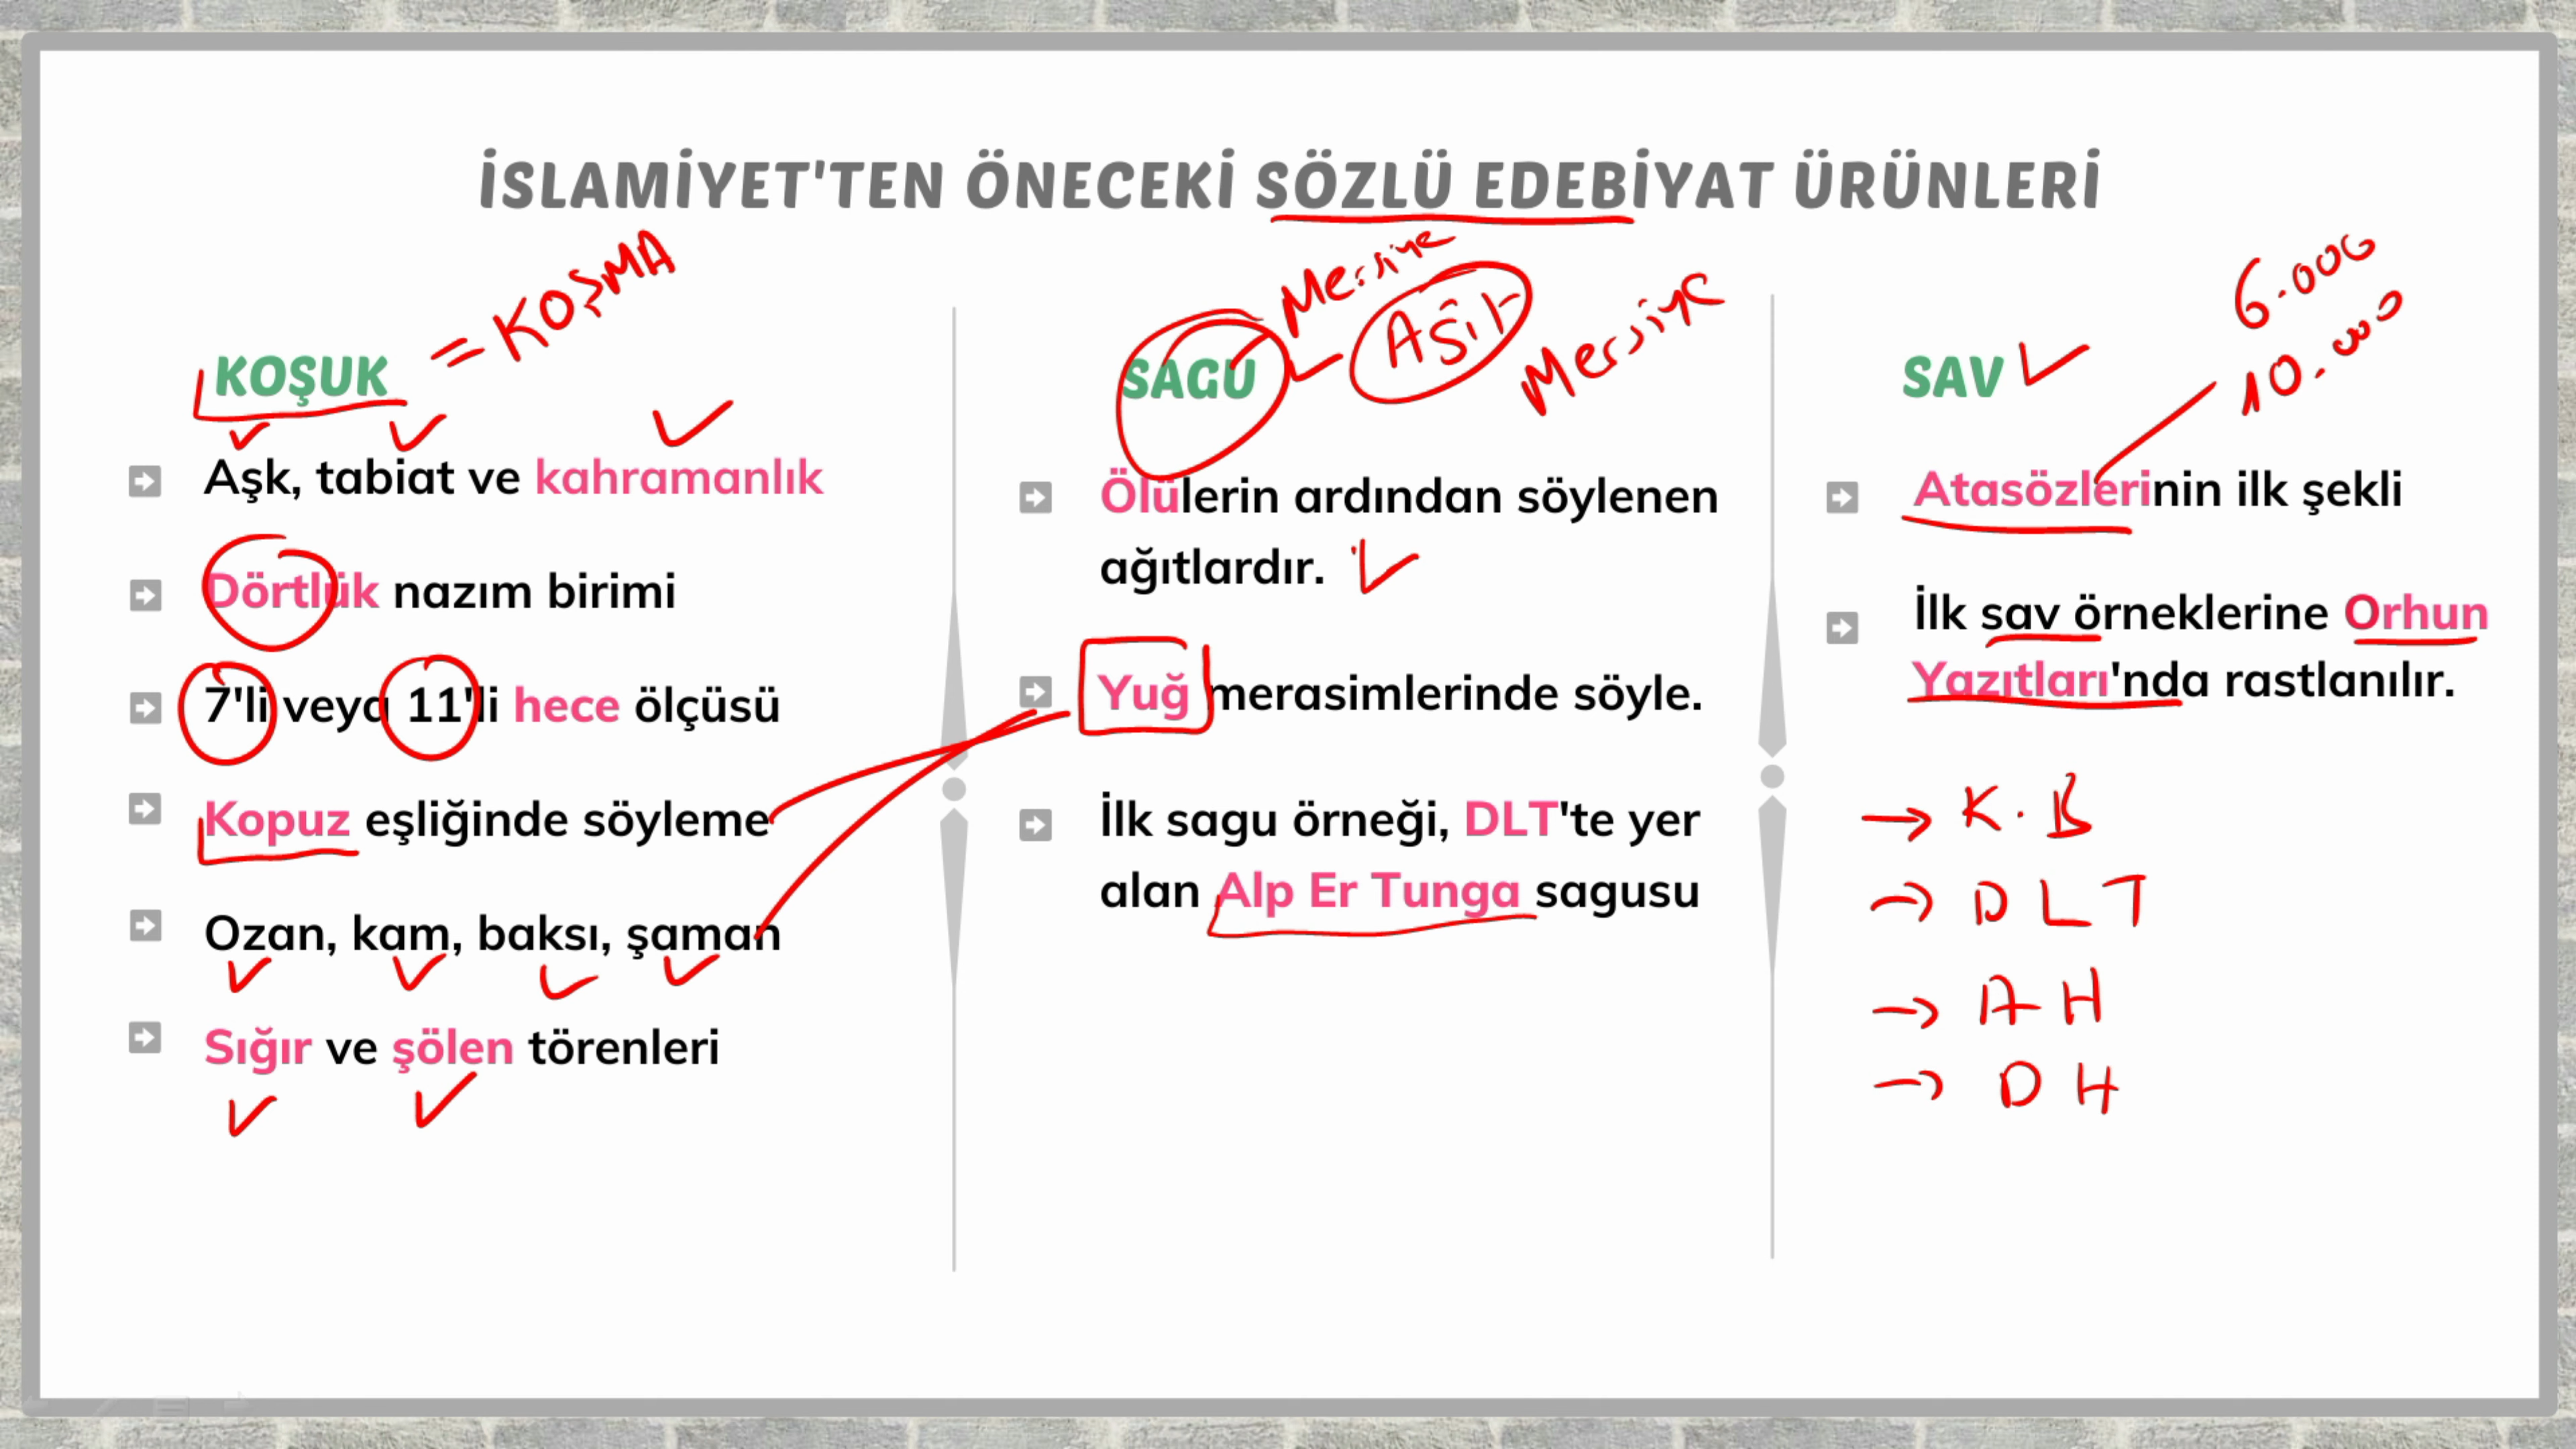 İSLAMİYET'TEN ÖNECEKİ SÖZLÜ EDEBİYAT ÜRÜNLERİ
KOŞUK = KOŞMA
Aşk, tabiat ve kahramanlık
Dörtlük nazım birimi
7'li veya 11'li hece ölçüsü
Kopuz eşliğinde söyleme
Ozan, kam, baksı, şaman
Sığır ve şölen törenleri
Mersiye
SAGU Ağıt Mersiye
Ölülerin ardından söylenen
ağıtlardır.
Yuğ merasimlerinde söyle.
İlk sagu örneği, DLT'te yer
alan Alp Er Tunga sagusu
6.000
10.000
SAV
Atasözlerinin ilk şekli
İlk sav örneklerine Orhun
Yazıtları'nda rastlanılır.
→ K.B
→ DLT
→ AH
→ DH